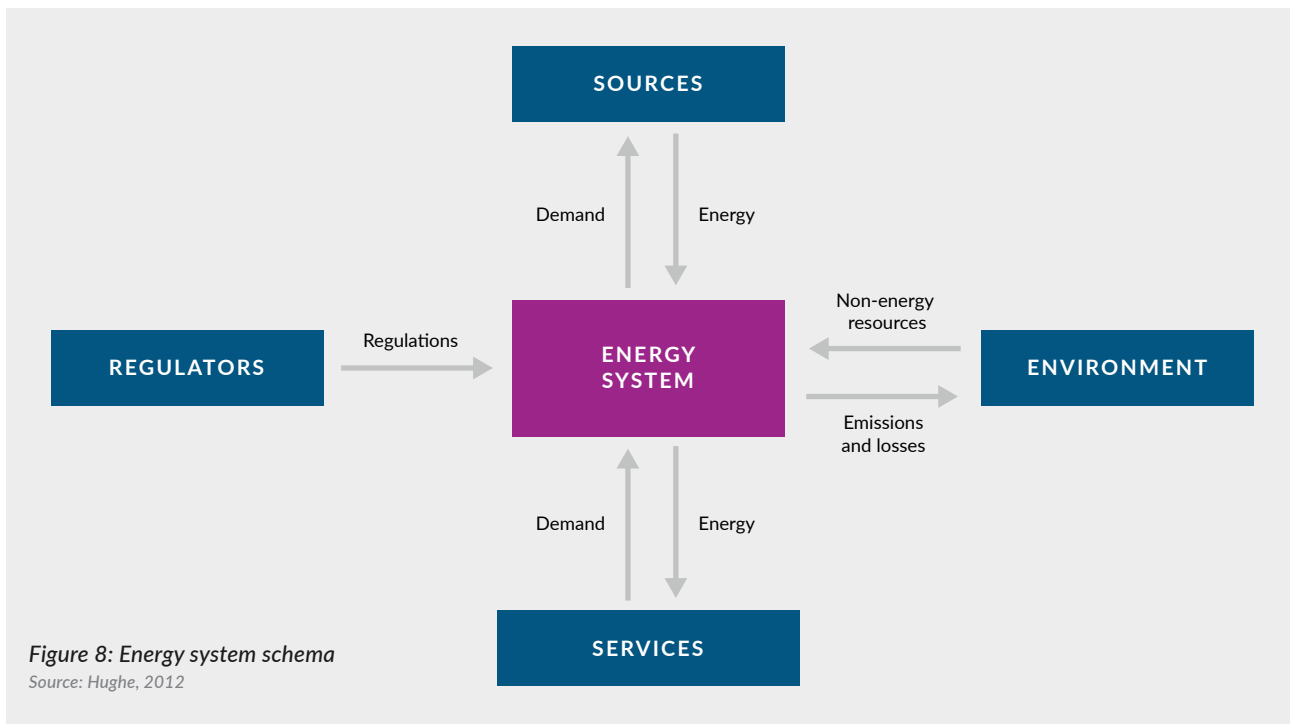 SOURCES
Demand
Energy
Non-energy
resources
Regulations
REGULATORS
ENERGY
SYSTEM
ENVIRONMENT
Emissions
and losses
Demand
Energy
SERVICES
Figure 8: Energy system schema
Source: Hughe, 2012